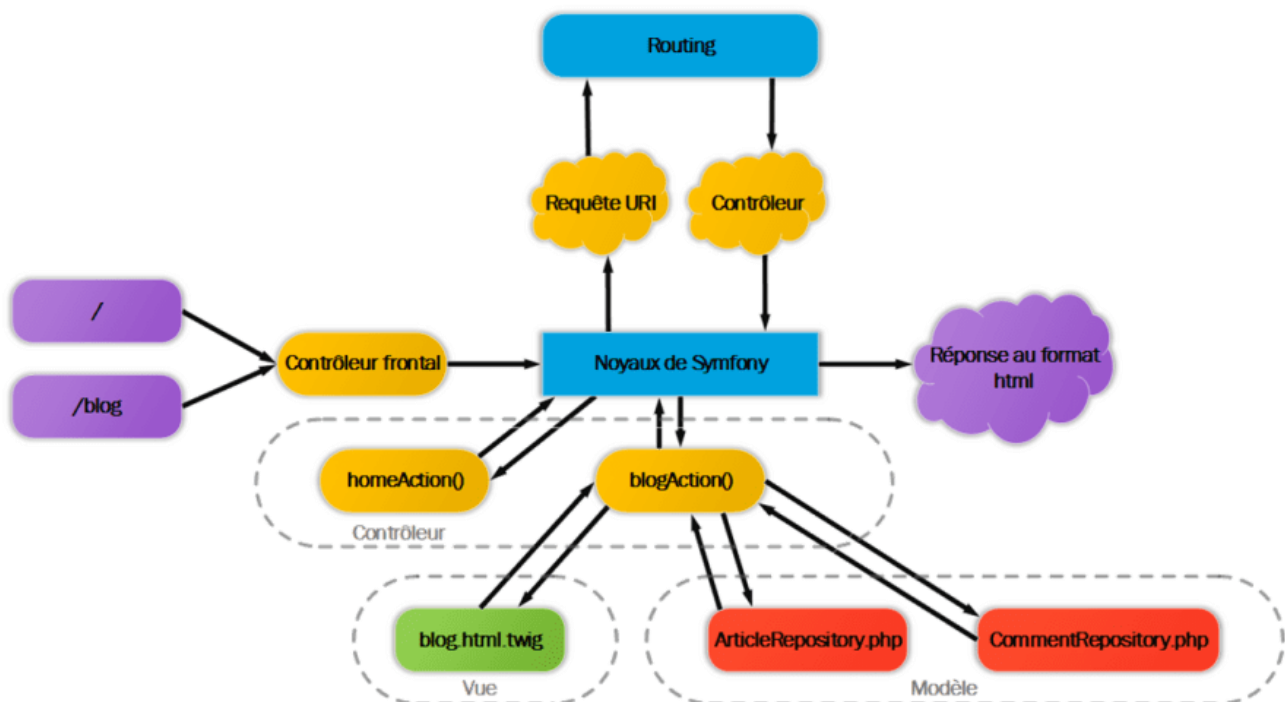 Routing
Requête URI
Contrôleur
/
/blog
Contrôleur frontal
Noyaux de Symfony
Réponse au format
html
homeAction()
blogAction()
Contrôleur
blog.html.twig
ArticleRepository.php
CommentRepository.php
Vue
Modèle